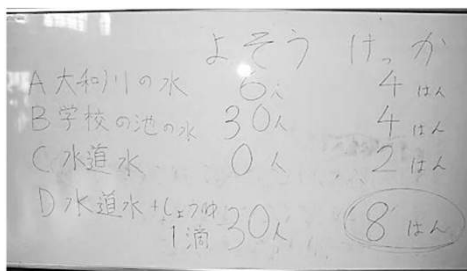 よそう けっか
A 大和川の水 6人 4はん
B 学校の池の水 30人 4はん
C 水道水 0人 2はん
D 水道水+しょうゆ
1滴 30人 8はん